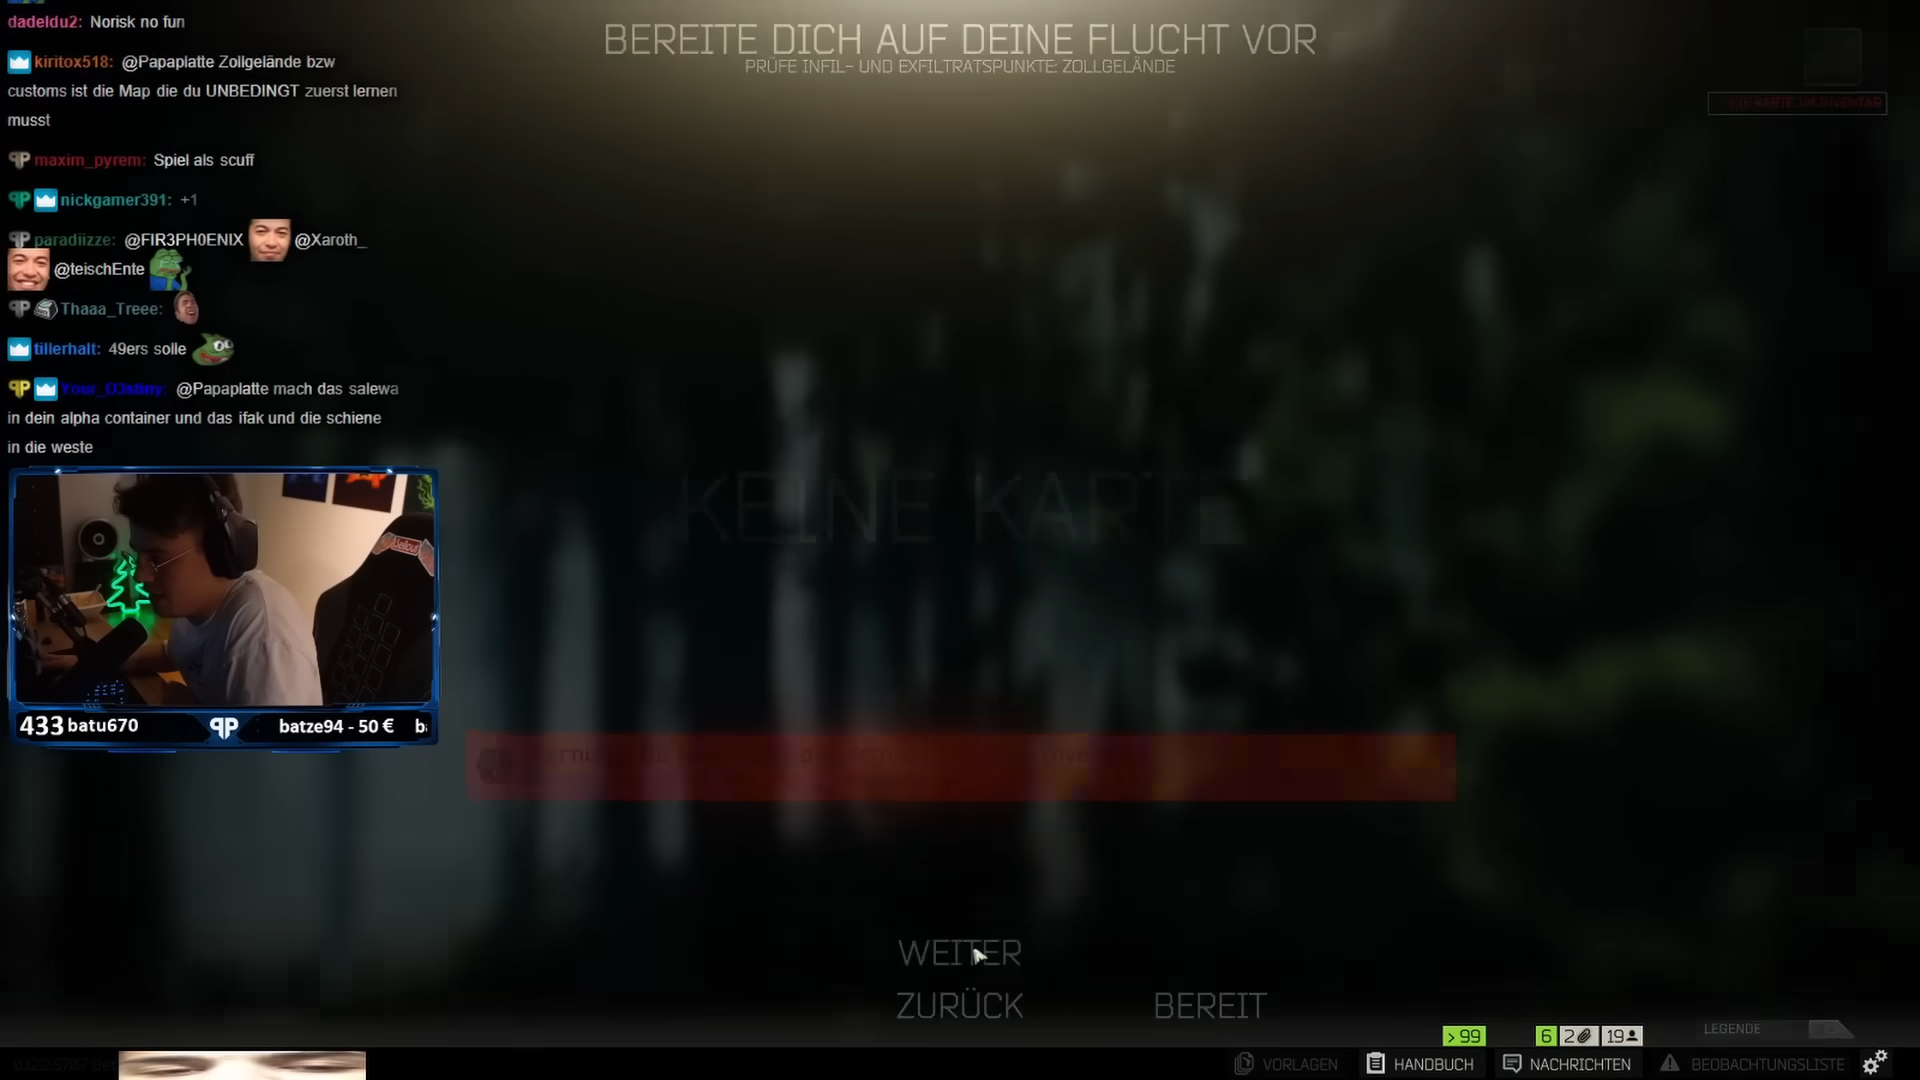 dadeldu2: Norisk no fun
kiritox518: @Papaplatte Zollgelände bzw
customs ist die Map die du UNBEDINGT zuerst lernen
musst
maxim_pyrem: Spiel als scuff
nickgamer391: +1
paradiizze: @FIR3PH0ENIX @Xaroth_
@teischEnte
Thaaa_Treee:
tillerhalt: 49ers solle
Your_D3stiny: @Papaplatte mach das salewa
in dein alpha container und das ifak und die schiene
in die weste
433 batu670 PP batze94 - 50 € b
BEREITE DICH AUF DEINE FLUCHT VOR
PRÜFE INFIL- UND EXFILTRATSPUNKTE: ZOLLGELÄNDE
KEINE KARTE
WEITER
ZURÜCK BEREIT
>99 6 2 19
LEGENDE
VORLAGEN HANDBUCH NACHRICHTEN BEOBACHTUNGSLISTE